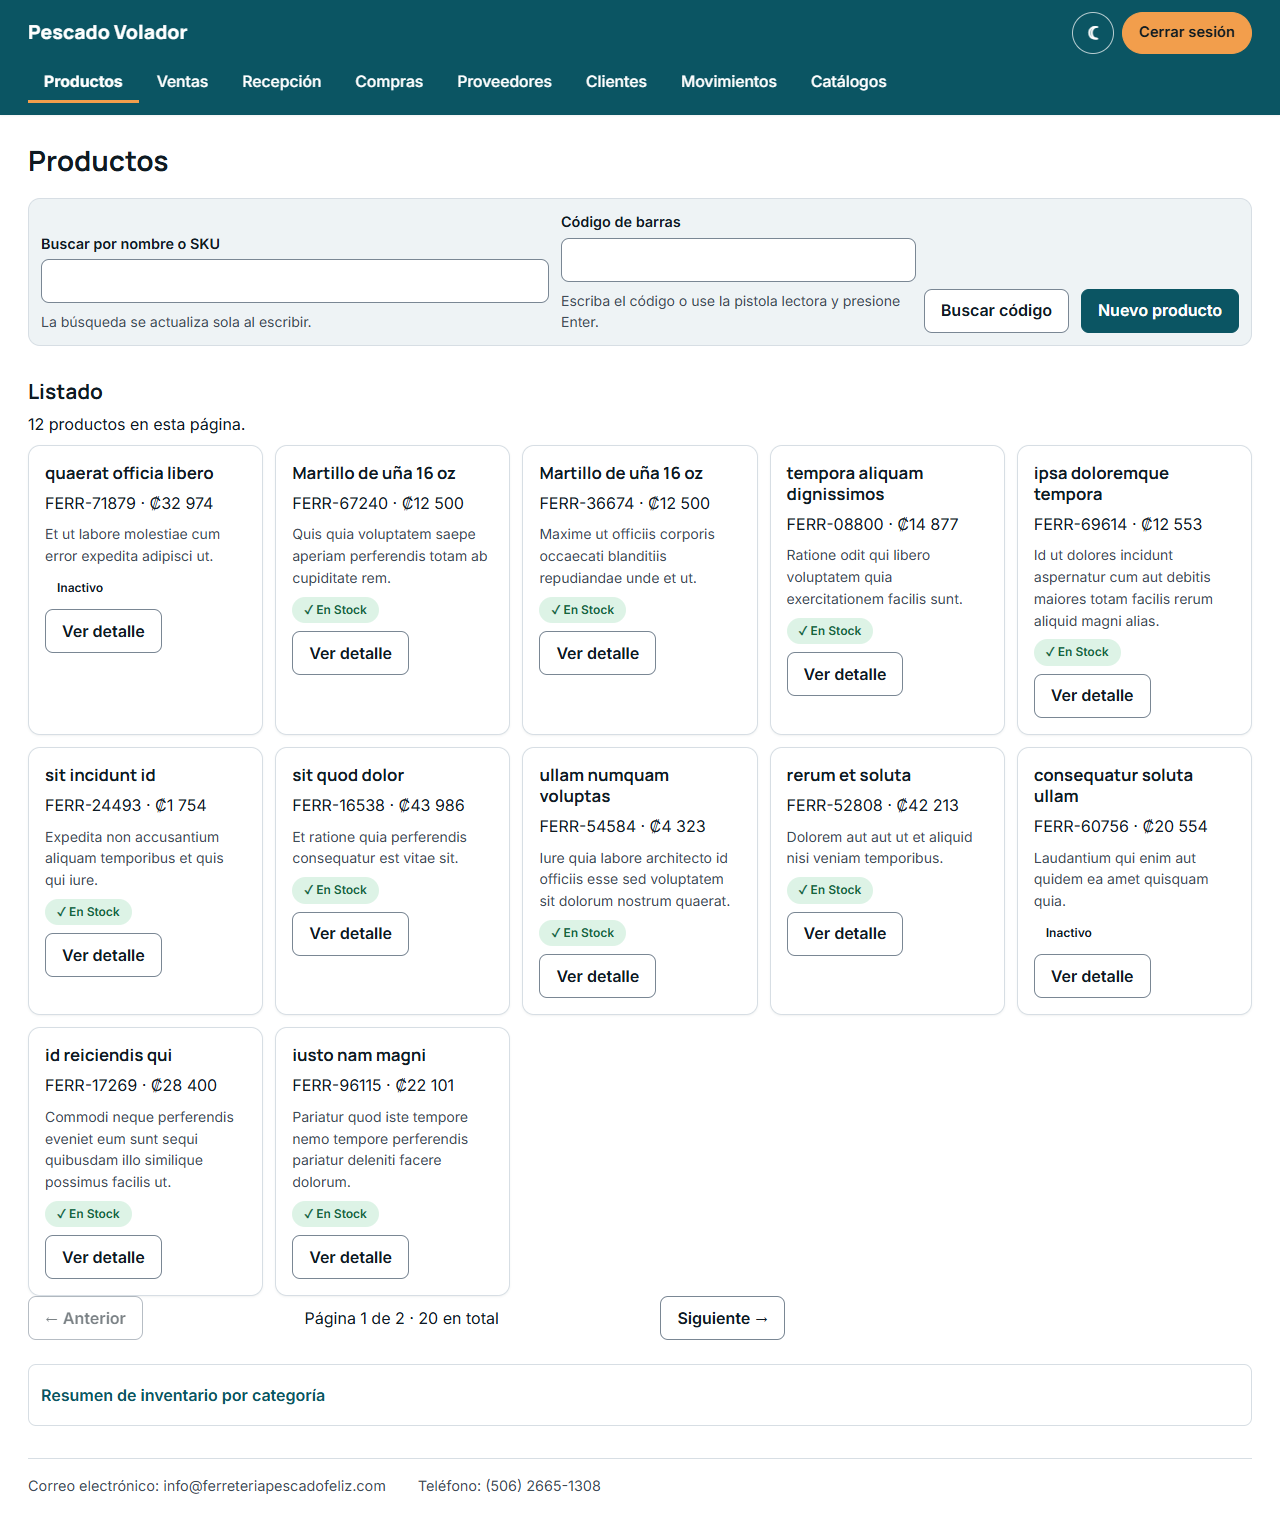 Pescado Volador
Cerrar sesión
Productos Ventas Recepción Compras Proveedores Clientes Movimientos Catálogos
Productos
Buscar por nombre o SKU
La búsqueda se actualiza sola al escribir.
Código de barras
Escriba el código o use la pistola lectora y presione
Enter.
Buscar código
Nuevo producto
Listado
12 productos en esta página.
quaerat officia libero
FERR-71879 · ₡32 974
Et ut labore molestiae cum
error expedita adipisci ut.
Inactivo
Ver detalle
Martillo de uña 16 oz
FERR-67240 · ₡12 500
Quis quia voluptatem saepe
aperiam perferendis totam ab
cupiditate rem.
✓ En Stock
Ver detalle
Martillo de uña 16 oz
FERR-36674 · ₡12 500
Maxime ut officiis corporis
occaecati blanditiis
repudiandae unde et ut.
✓ En Stock
Ver detalle
tempora aliquam
dignissimos
FERR-08800 · ₡14 877
Ratione odit qui libero
voluptatem quia
exercitationem facilis sunt.
✓ En Stock
Ver detalle
ipsa doloremque
tempora
FERR-69614 · ₡12 553
Id ut dolores incidunt
aspernatur cum aut debitis
maiores totam facilis rerum
aliquid magni alias.
✓ En Stock
Ver detalle
sit incidunt id
FERR-24493 · ₡1 754
Expedita non accusantium
aliquam temporibus et quis
qui iure.
✓ En Stock
Ver detalle
sit quod dolor
FERR-16538 · ₡43 986
Et ratione quia perferendis
consequatur est vitae sit.
✓ En Stock
Ver detalle
ullam numquam
voluptas
FERR-54584 · ₡4 323
Iure quia labore architecto id
officiis esse sed voluptatem
sit dolorum nostrum quaerat.
✓ En Stock
Ver detalle
rerum et soluta
FERR-52808 · ₡42 213
Dolorem aut aut ut et aliquid
nisi veniam temporibus.
✓ En Stock
Ver detalle
consequatur soluta
ullam
FERR-60756 · ₡20 554
Laudantium qui enim aut
quidem ea amet quisquam
quia.
Inactivo
Ver detalle
id reiciendis qui
FERR-17269 · ₡28 400
Commodi neque perferendis
eveniet eum sunt sequi
quibusdam illo similique
possimus facilis ut.
✓ En Stock
Ver detalle
iusto nam magni
FERR-96115 · ₡22 101
Pariatur quod iste tempore
nemo tempore perferendis
pariatur deleniti facere
dolorum.
✓ En Stock
Ver detalle
← Anterior
Página 1 de 2 · 20 en total
Siguiente →
Resumen de inventario por categoría
Correo electrónico: info@ferreteriapescadofeliz.com Teléfono: (506) 2665-1308